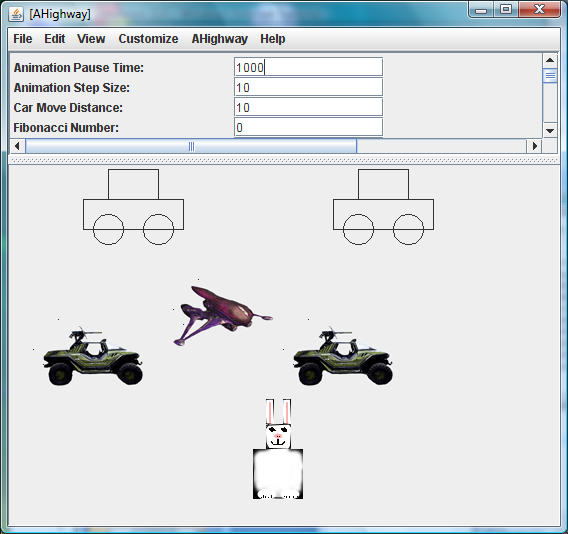 [AHighway]
File Edit View Customize AHighway Help
Animation Pause Time: 1000
Animation Step Size: 10
Car Move Distance: 10
Fibonacci Number: 0